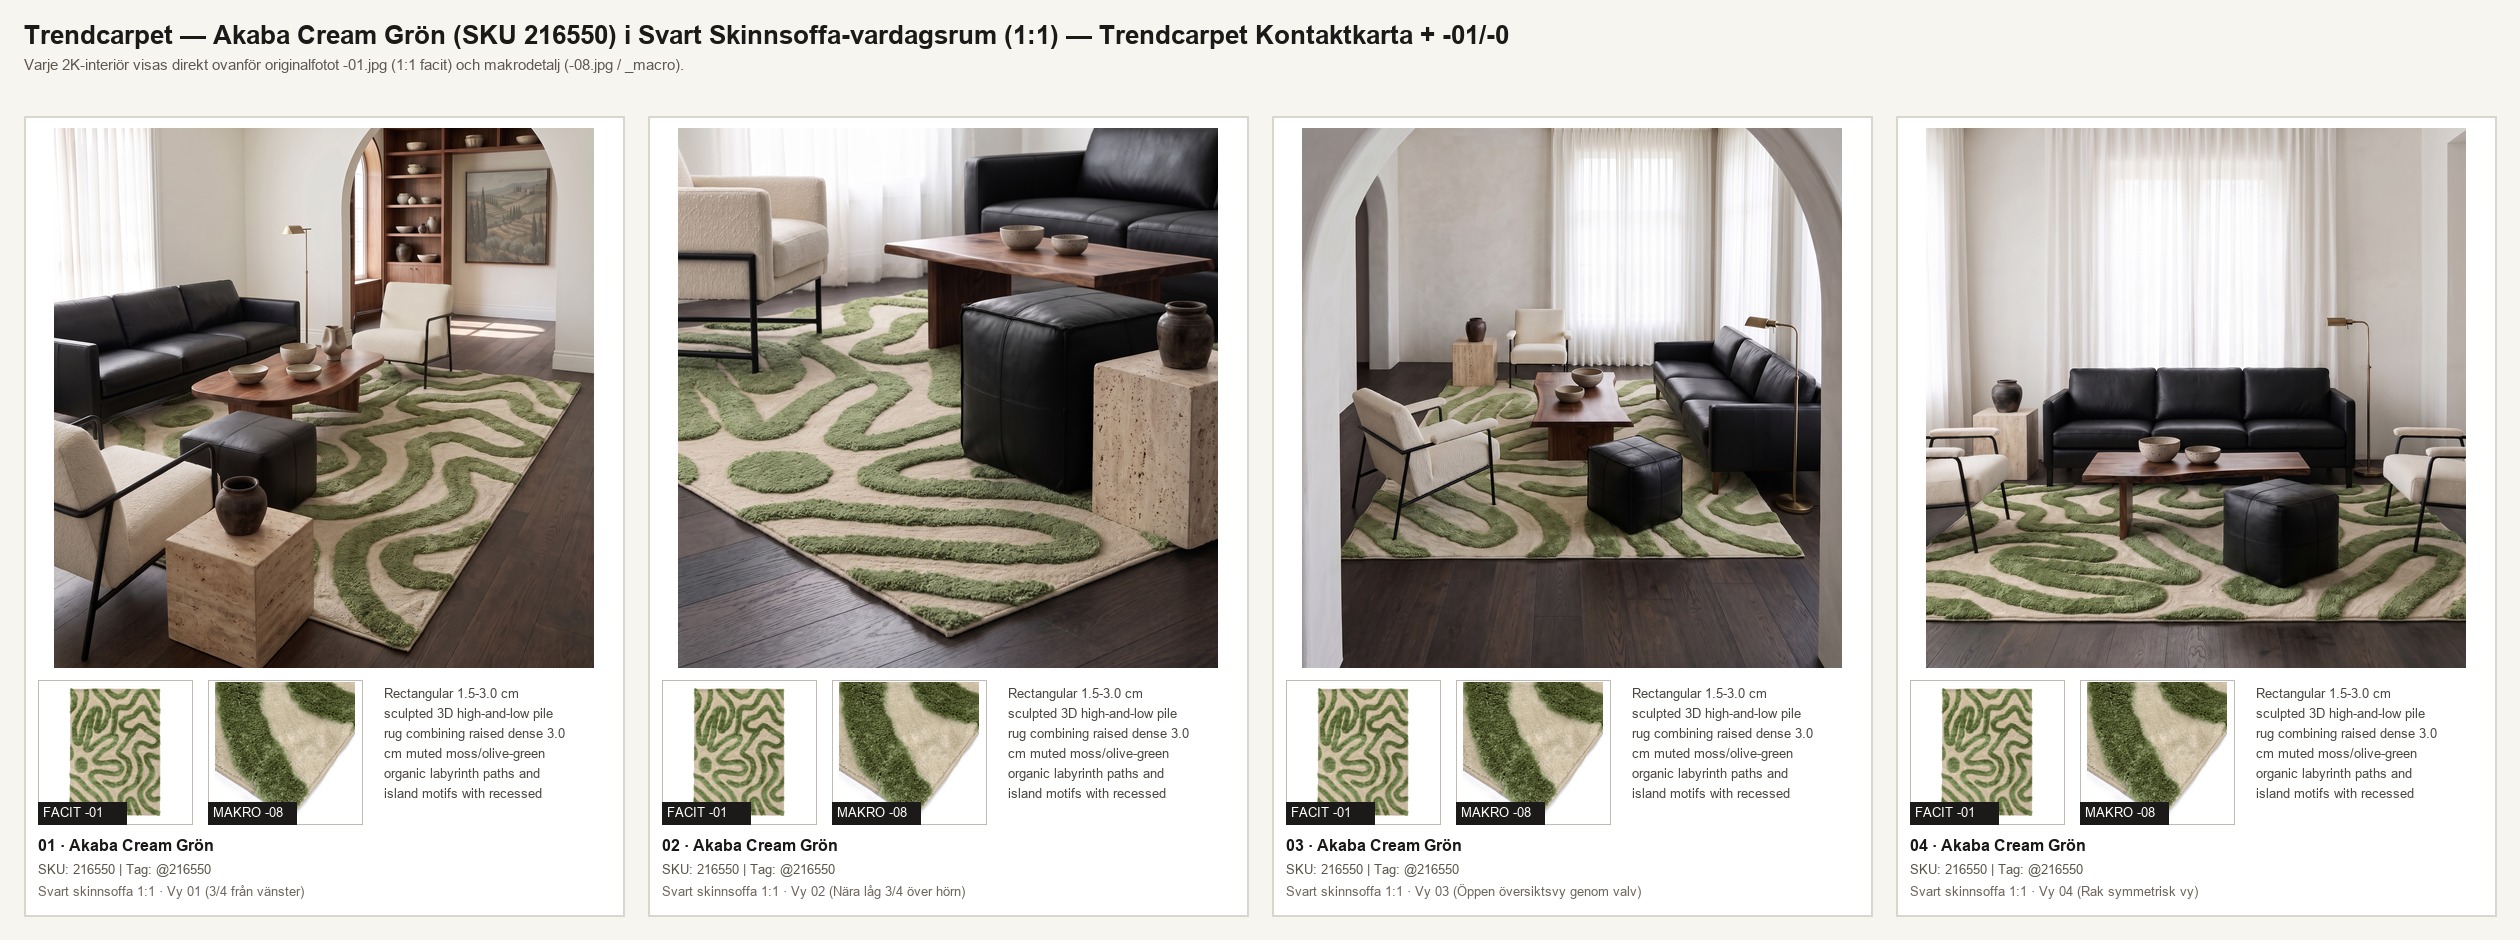 Trendcarpet — Akaba Cream Grön (SKU 216550) i Svart Skinnsoffa-vardagsrum (1:1) — Trendcarpet Kontaktkarta + -01/-0
Varje 2K-interiör visas direkt ovanför originalfotot -01.jpg (1:1 facit) och makrodetalj (-08.jpg / _macro).
FACIT -01
MAKRO -08
Rectangular 1.5-3.0 cm
sculpted 3D high-and-low pile
rug combining raised dense 3.0
cm muted moss/olive-green
organic labyrinth paths and
island motifs with recessed
01 · Akaba Cream Grön
SKU: 216550 | Tag: @216550
Svart skinnsoffa 1:1 · Vy 01 (3/4 från vänster)
FACIT -01
MAKRO -08
Rectangular 1.5-3.0 cm
sculpted 3D high-and-low pile
rug combining raised dense 3.0
cm muted moss/olive-green
organic labyrinth paths and
island motifs with recessed
02 · Akaba Cream Grön
SKU: 216550 | Tag: @216550
Svart skinnsoffa 1:1 · Vy 02 (Nära låg 3/4 över hörn)
FACIT -01
MAKRO -08
Rectangular 1.5-3.0 cm
sculpted 3D high-and-low pile
rug combining raised dense 3.0
cm muted moss/olive-green
organic labyrinth paths and
island motifs with recessed
03 · Akaba Cream Grön
SKU: 216550 | Tag: @216550
Svart skinnsoffa 1:1 · Vy 03 (Öppen översiktsvy genom valv)
FACIT -01
MAKRO -08
Rectangular 1.5-3.0 cm
sculpted 3D high-and-low pile
rug combining raised dense 3.0
cm muted moss/olive-green
organic labyrinth paths and
island motifs with recessed
04 · Akaba Cream Grön
SKU: 216550 | Tag: @216550
Svart skinnsoffa 1:1 · Vy 04 (Rak symmetrisk vy)